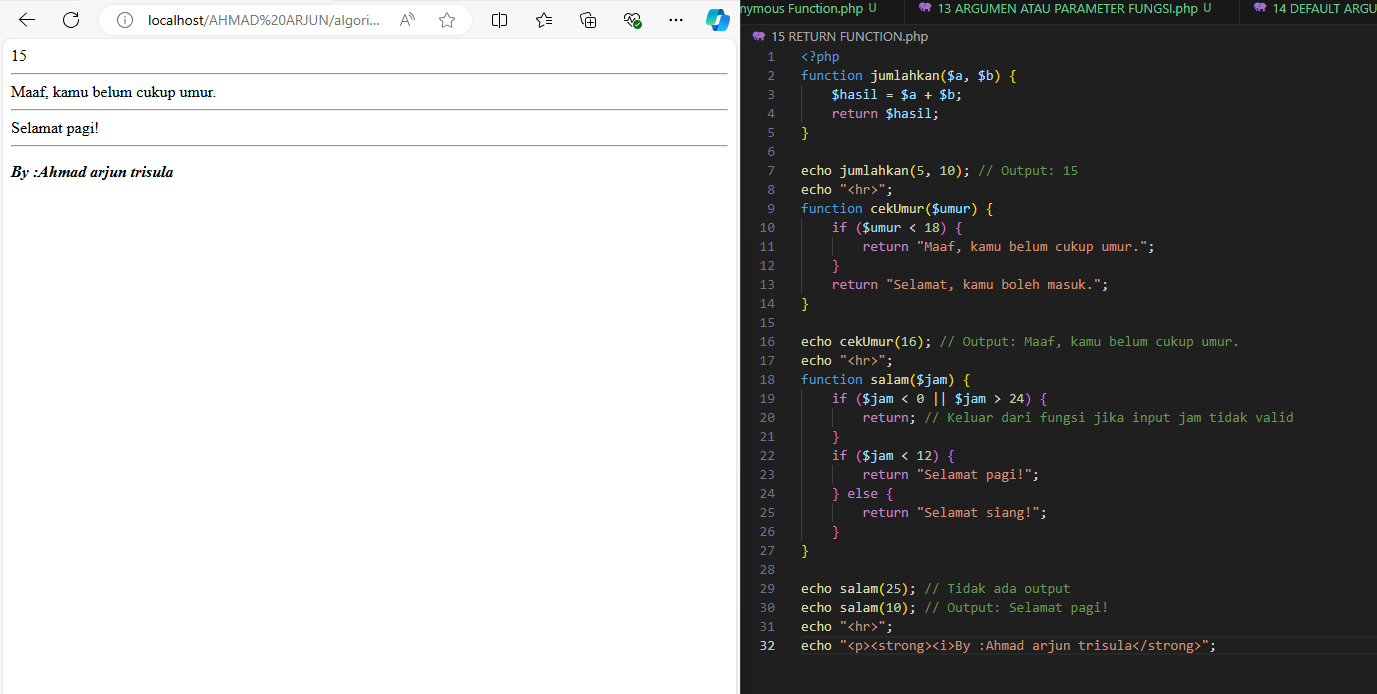 localhost/AHMAD%20ARJUN/algori...
15
Maaf, kamu belum cukup umur.
Selamat pagi!
By :Ahmad arjun trisula
nymous Function.php U
13 ARGUMEN ATAU PARAMETER FUNGSI.php U
14 DEFAULT ARGU
15 RETURN FUNCTION.php
1 <?php
2 function jumlahkan($a, $b) {
3 $hasil = $a + $b;
4 return $hasil;
5 }
6
7 echo jumlahkan(5, 10); // Output: 15
8 echo "<hr>";
9 function cekUmur($umur) {
10 if ($umur < 18) {
11 return "Maaf, kamu belum cukup umur.";
12 }
13 return "Selamat, kamu boleh masuk.";
14 }
15
16 echo cekUmur(16); // Output: Maaf, kamu belum cukup umur.
17 echo "<hr>";
18 function salam($jam) {
19 if ($jam < 0 || $jam > 24) {
20 return; // Keluar dari fungsi jika input jam tidak valid
21 }
22 if ($jam < 12) {
23 return "Selamat pagi!";
24 } else {
25 return "Selamat siang!";
26 }
27 }
28
29 echo salam(25); // Tidak ada output
30 echo salam(10); // Output: Selamat pagi!
31 echo "<hr>";
32 echo "<p><strong><i>By :Ahmad arjun trisula</strong>";